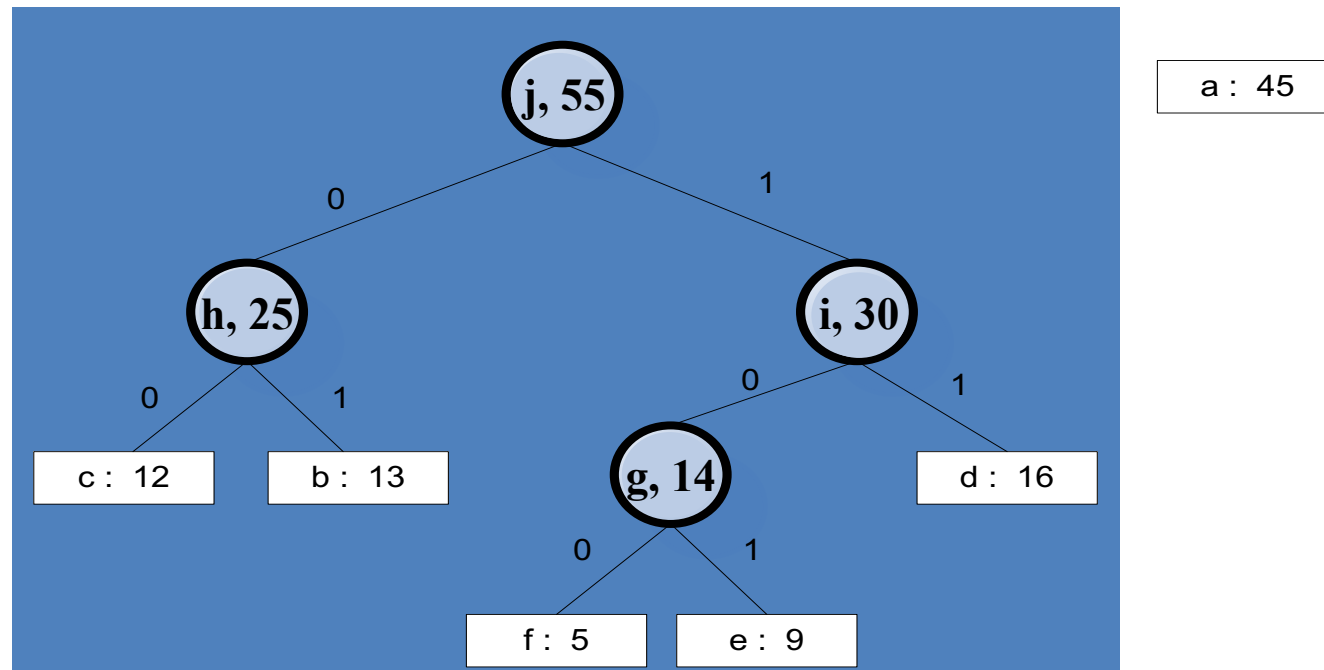 j, 55
a : 45
0
1
h, 25
i, 30
0
1
0
1
c : 12
b : 13
g, 14
d : 16
0
1
f : 5
e : 9